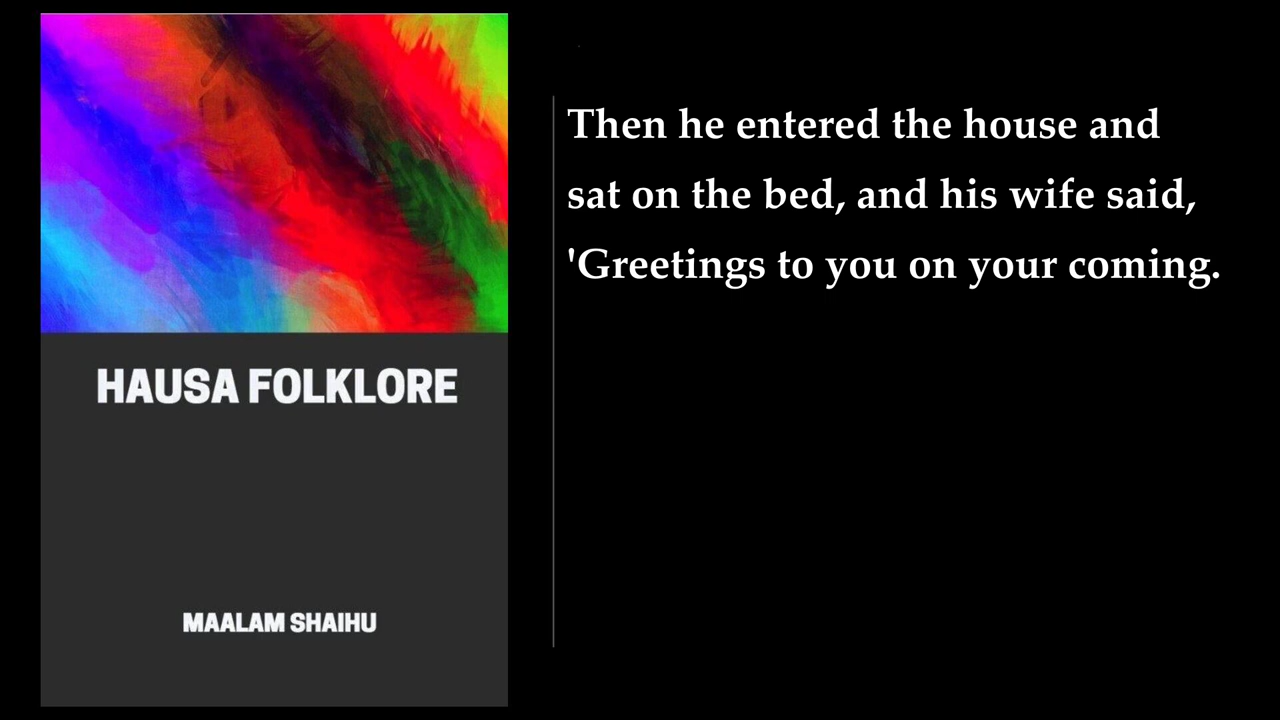 HAUSA FOLKLORE
MAALAM SHAIHU
Then he entered the house and
sat on the bed, and his wife said,
'Greetings to you on your coming.